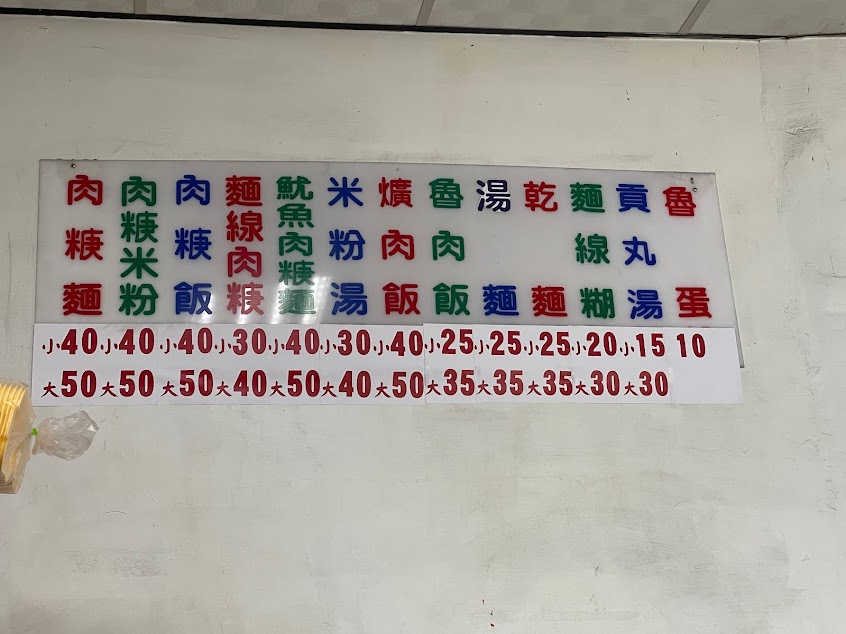 肉糖麵
肉糖米粉
肉糖飯
麵線肉糖
魷魚肉糖麵
米粉湯
爌肉飯
魯肉飯
湯麵
乾麵
麵線糊
貢丸湯
魯蛋
小40 小40 小40 小30 小40 小30 小40 小25 小25 小25 小20 小15 10
大50 大50 大50 大40 大50 大40 大50 大35 大35 大35 大30 大30